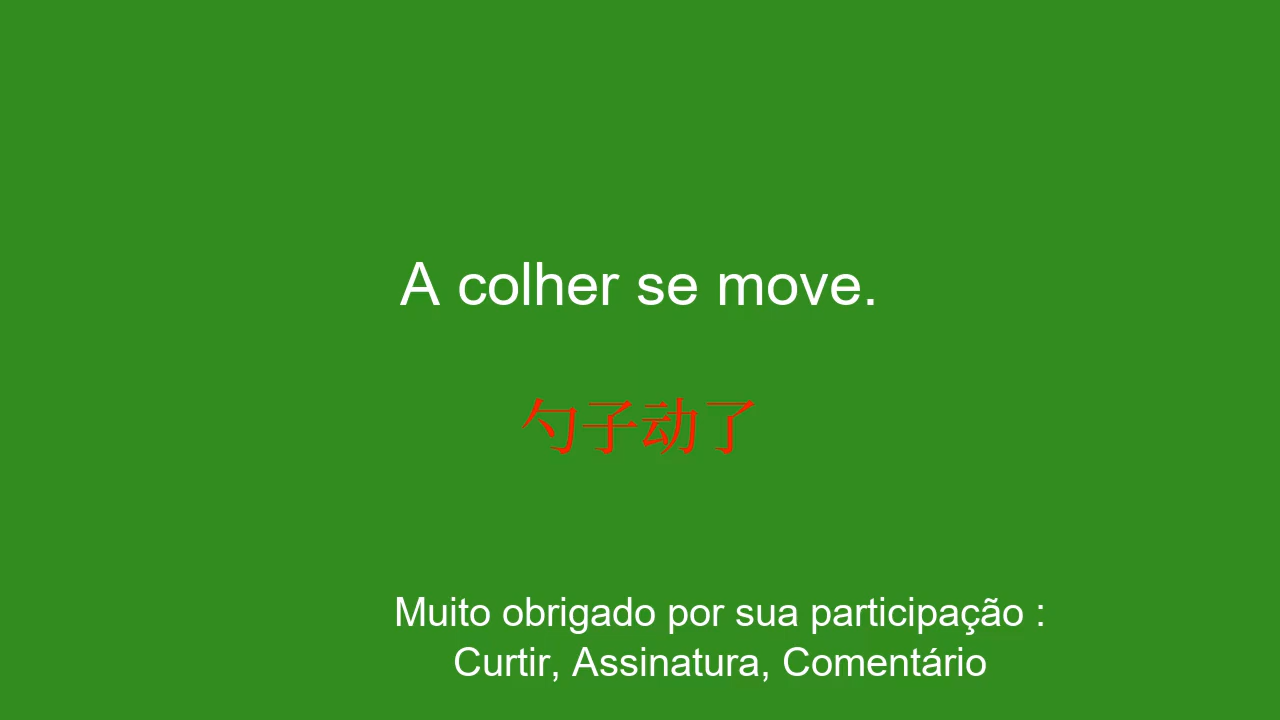 A colher se move.
勺子动了
Muito obrigado por sua participação :
Curtir, Assinatura, Comentário